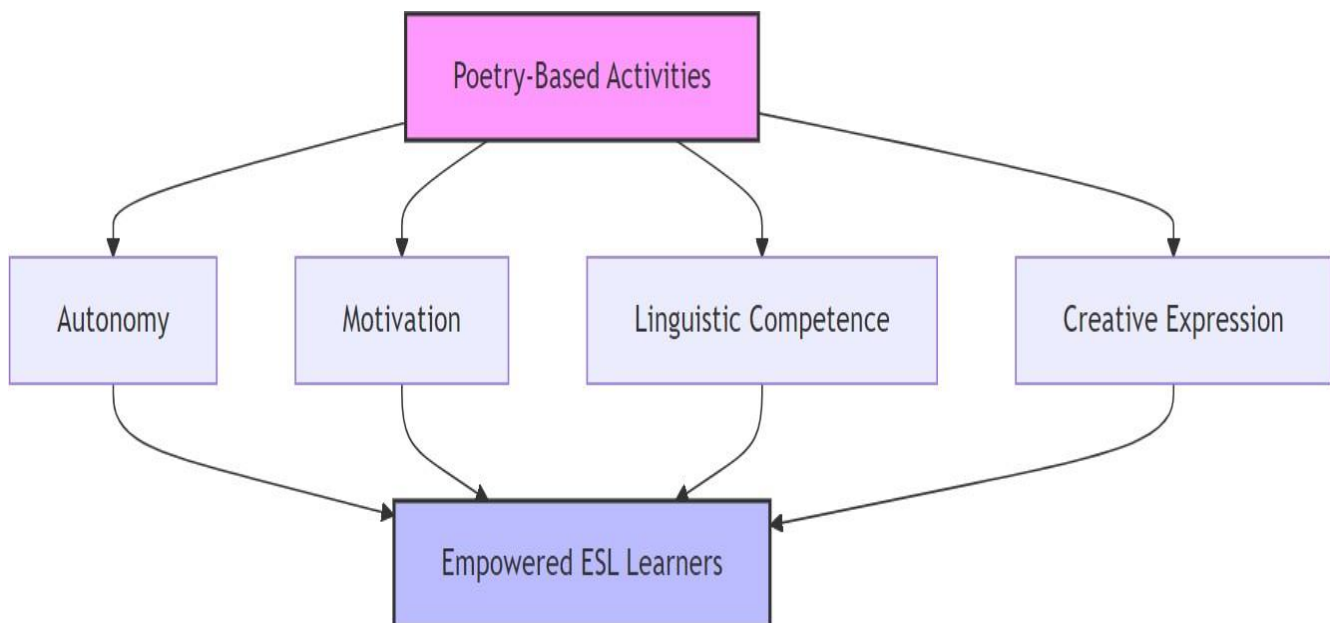 Poetry-Based Activities
Autonomy
Motivation
Linguistic Competence
Creative Expression
Empowered ESL Learners